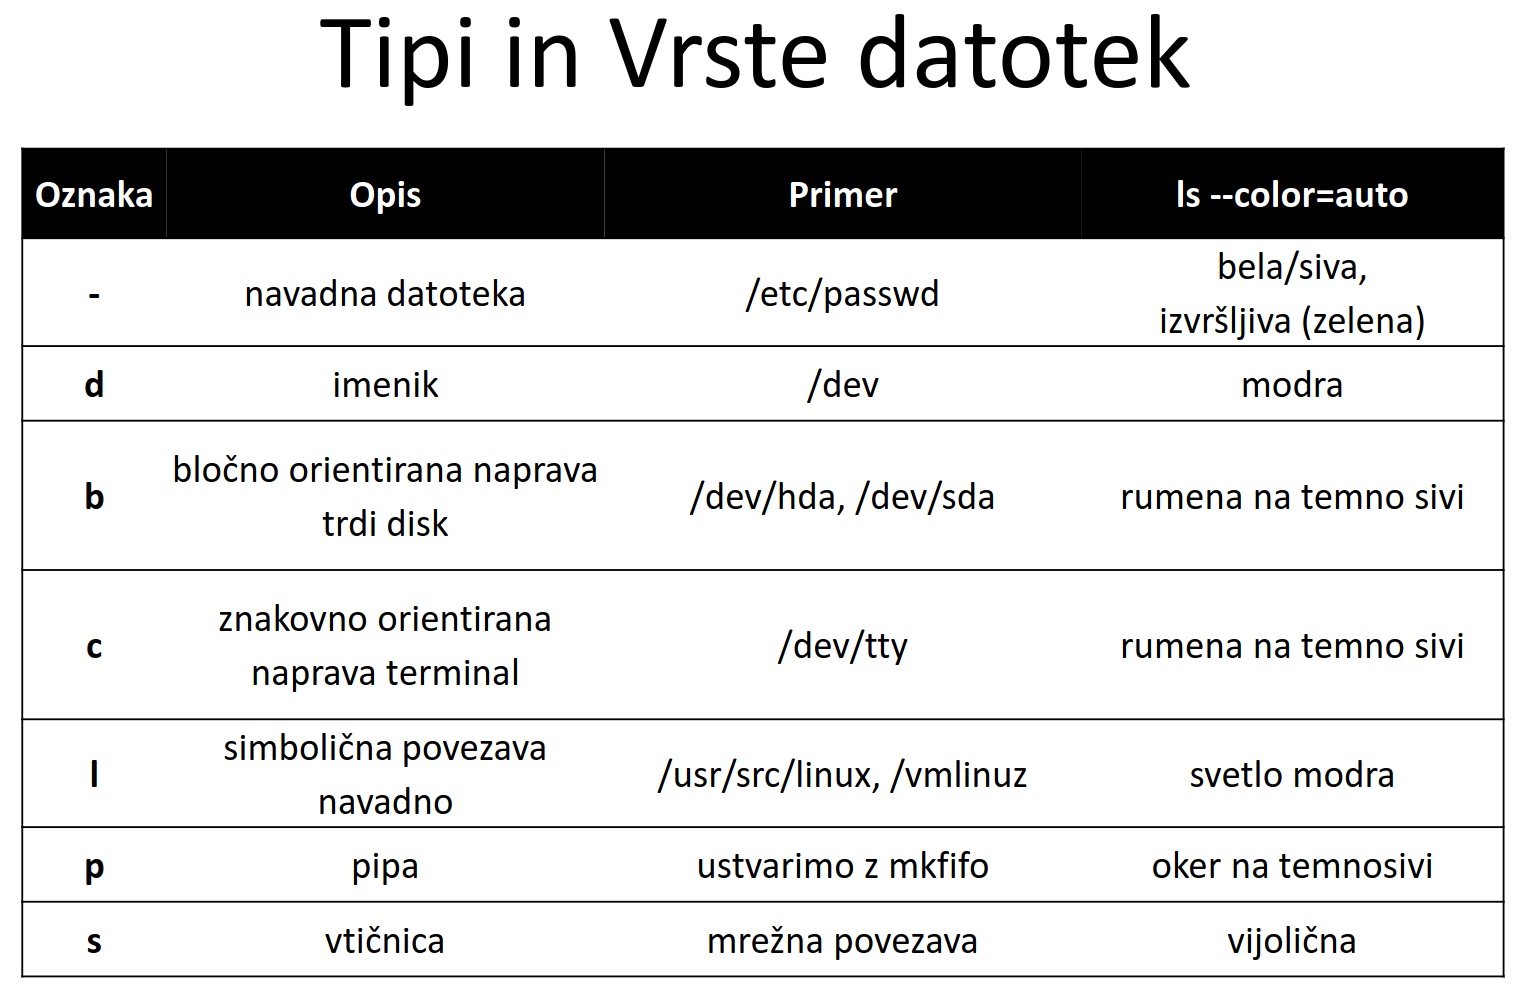 Tipi in Vrste datotek
Oznaka Opis Primer ls --color=auto
- navadna datoteka /etc/passwd bela/siva,
izvršljiva (zelena)
d imenik /dev modra
b bločno orientirana naprava
trdi disk /dev/hda, /dev/sda rumena na temno sivi
c znakovno orientirana
naprava terminal /dev/tty rumena na temno sivi
l simbolična povezava
navadno /usr/src/linux, /vmlinuz svetlo modra
p pipa ustvarimo z mkfifo oker na temnosivi
s vtičnica mrežna povezava vijolična